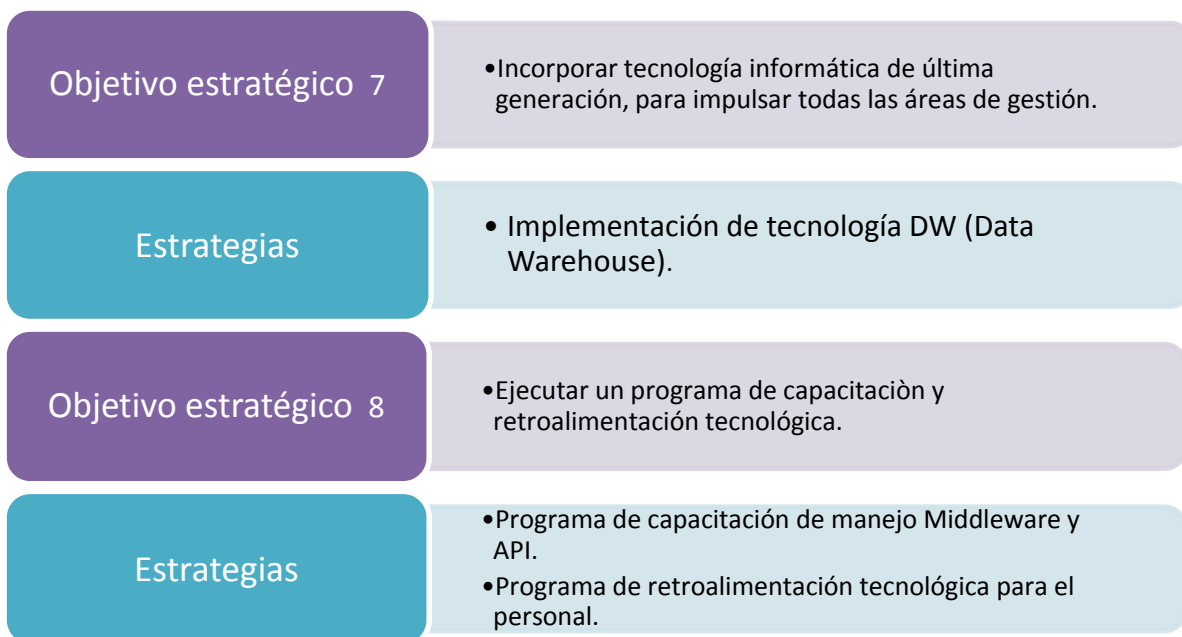 Objetivo estratégico 7
•Incorporar tecnología informática de última
generación, para impulsar todas las áreas de gestión.
Estrategias
• Implementación de tecnología DW (Data
Warehouse).
Objetivo estratégico 8
•Ejecutar un programa de capacitaciòn y
retroalimentación tecnológica.
Estrategias
•Programa de capacitación de manejo Middleware y
API.
•Programa de retroalimentación tecnológica para el
personal.